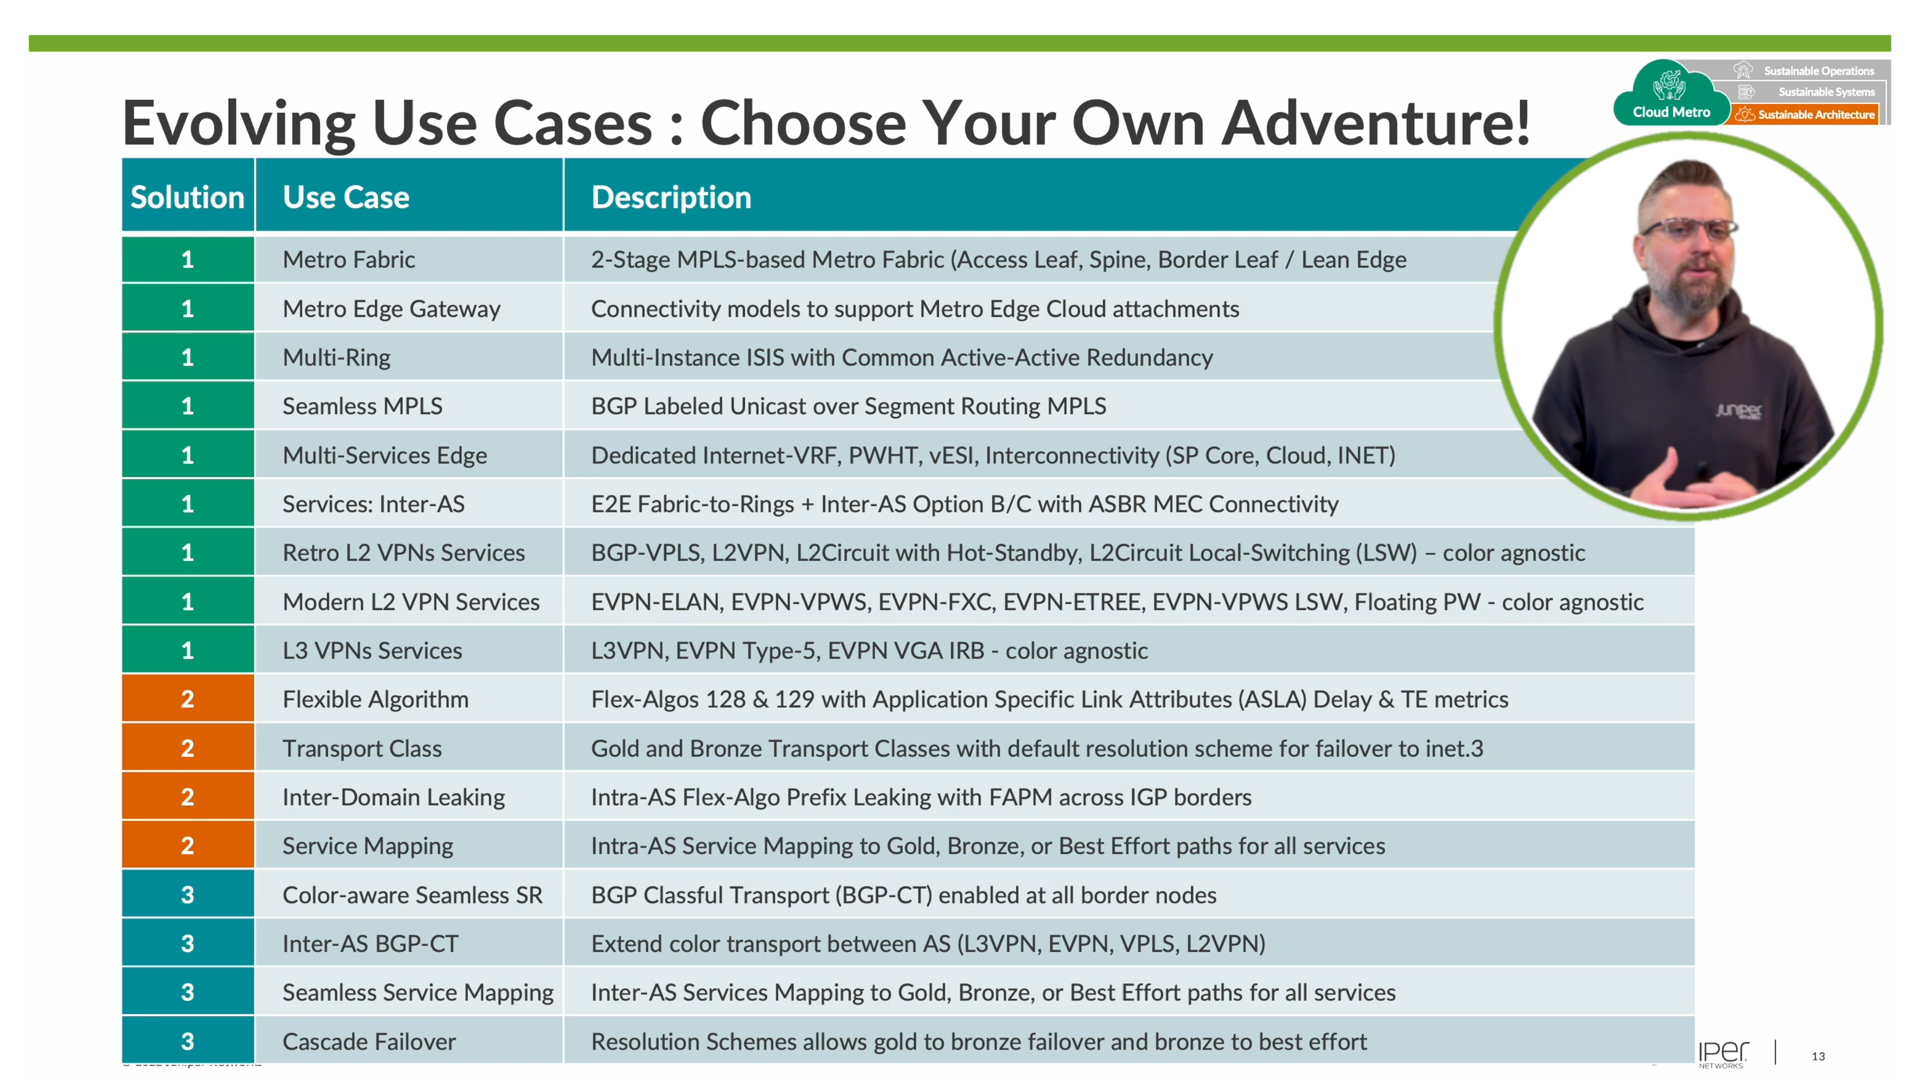 Sustainable Operations
Sustainable Systems
Cloud Metro
Sustainable Architecture
Evolving Use Cases : Choose Your Own Adventure!
Solution Use Case Description
1 Metro Fabric 2-Stage MPLS-based Metro Fabric (Access Leaf, Spine, Border Leaf / Lean Edge
1 Metro Edge Gateway Connectivity models to support Metro Edge Cloud attachments
1 Multi-Ring Multi-Instance ISIS with Common Active-Active Redundancy
1 Seamless MPLS BGP Labeled Unicast over Segment Routing MPLS
1 Multi-Services Edge Dedicated Internet-VRF, PWHT, vESI, Interconnectivity (SP Core, Cloud, INET)
1 Services: Inter-AS E2E Fabric-to-Rings + Inter-AS Option B/C with ASBR MEC Connectivity
1 Retro L2 VPNs Services BGP-VPLS, L2VPN, L2Circuit with Hot-Standby, L2Circuit Local-Switching (LSW) – color agnostic
1 Modern L2 VPN Services EVPN-ELAN, EVPN-VPWS, EVPN-FXC, EVPN-ETREE, EVPN-VPWS LSW, Floating PW - color agnostic
1 L3 VPNs Services L3VPN, EVPN Type-5, EVPN VGA IRB - color agnostic
2 Flexible Algorithm Flex-Algos 128 & 129 with Application Specific Link Attributes (ASLA) Delay & TE metrics
2 Transport Class Gold and Bronze Transport Classes with default resolution scheme for failover to inet.3
2 Inter-Domain Leaking Intra-AS Flex-Algo Prefix Leaking with FAPM across IGP borders
2 Service Mapping Intra-AS Service Mapping to Gold, Bronze, or Best Effort paths for all services
3 Color-aware Seamless SR BGP Classful Transport (BGP-CT) enabled at all border nodes
3 Inter-AS BGP-CT Extend color transport between AS (L3VPN, EVPN, VPLS, L2VPN)
3 Seamless Service Mapping Inter-AS Services Mapping to Gold, Bronze, or Best Effort paths for all services
3 Cascade Failover Resolution Schemes allows gold to bronze failover and bronze to best effort
JUNIPER
NETWORKS
13